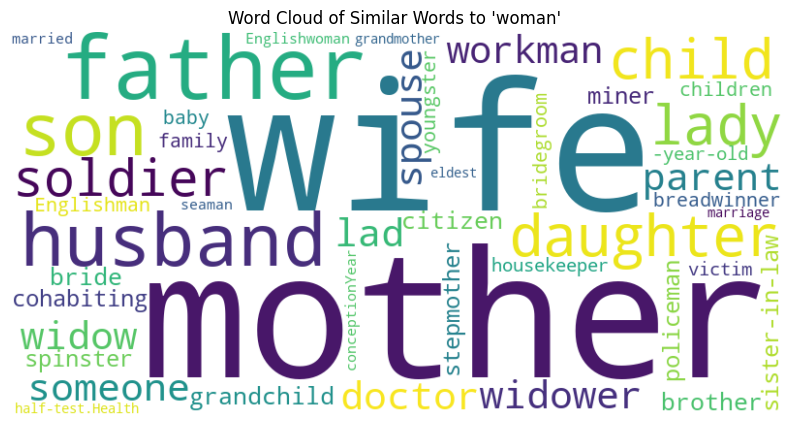 Word Cloud of Similar Words to 'woman'
married
Englishwoman
grandmother
father
wife
spouse
youngster
workman
child
children
miner
son
baby
family
lady
bridegroom
-year-old
soldier
eldest
parent
Englishman
seaman
breadwinner
marriage
husband
lad
citizen
daughter
bride
cohabiting
mother
conceptionYear
stepmother
housekeeper
victim
policeman
sister-in-law
widow
spinster
someone
grandchild
doctor
widower
brother
half-test.Health